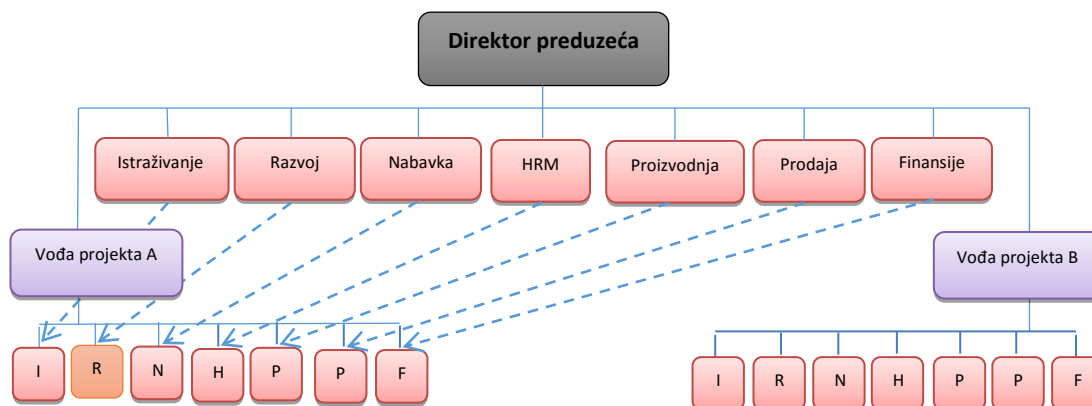 Direktor preduzeća
Istraživanje
Razvoj
Nabavka
HRM
Proizvodnja
Prodaja
Finansije
Vođa projekta A
Vođa projekta B
I
R
N
H
P
P
F
I
R
N
H
P
P
F